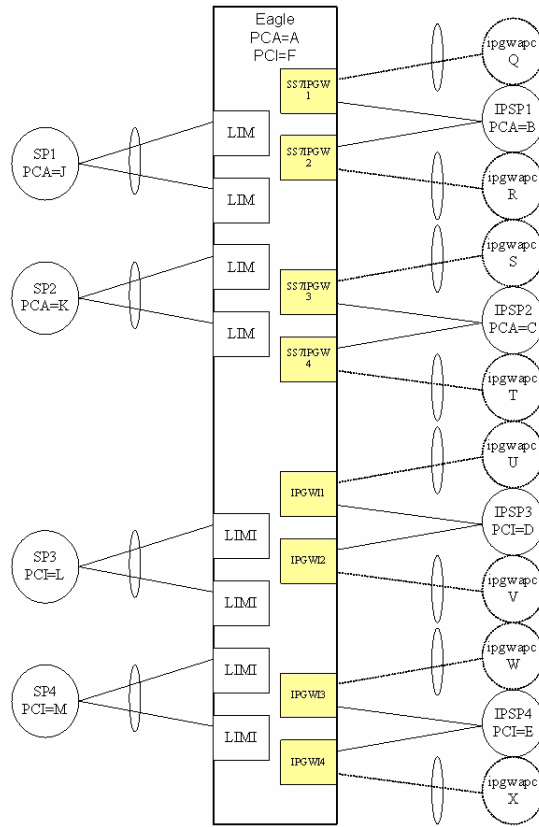 Eagle
PCA=A
PCI=F
SS7IPGW
1
SS7IPGW
2
SS7IPGW
3
SS7IPGW
4
IPGWI1
IPGWI2
IPGWI3
IPGWI4
LIM
LIM
LIM
LIM
LIMI
LIMI
LIMI
LIMI
SP1
PCA=J
SP2
PCA=K
SP3
PCI=L
SP4
PCI=M
ipgwapc
Q
IPSP1
PCA=B
ipgwapc
R
ipgwapc
S
IPSP2
PCA=C
ipgwapc
T
ipgwapc
U
IPSP3
PCI=D
ipgwapc
V
ipgwapc
W
IPSP4
PCI=E
ipgwapc
X